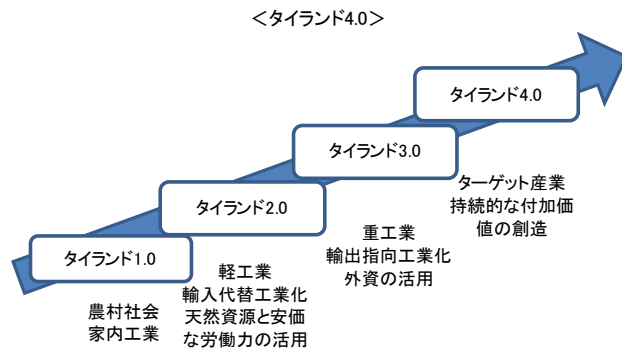 ＜タイランド4.0＞
タイランド4.0
タイランド3.0
ターゲット産業
持続的な付加価
値の創造
タイランド2.0
重工業
輸出指向工業化
外資の活用
タイランド1.0
軽工業
輸入代替工業化
天然資源と安価
な労働力の活用
農村社会
家内工業